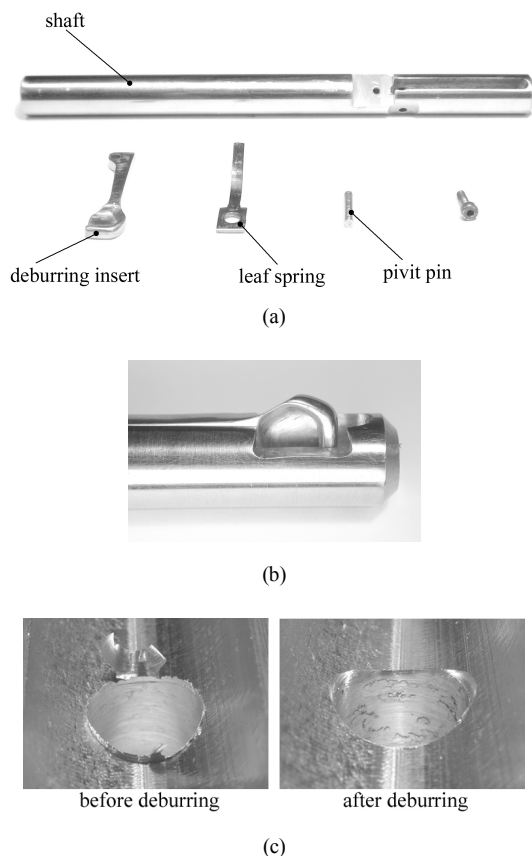 shaft
deburring insert
leaf spring
pivit pin
(a)
(b)
before deburring
after deburring
(c)